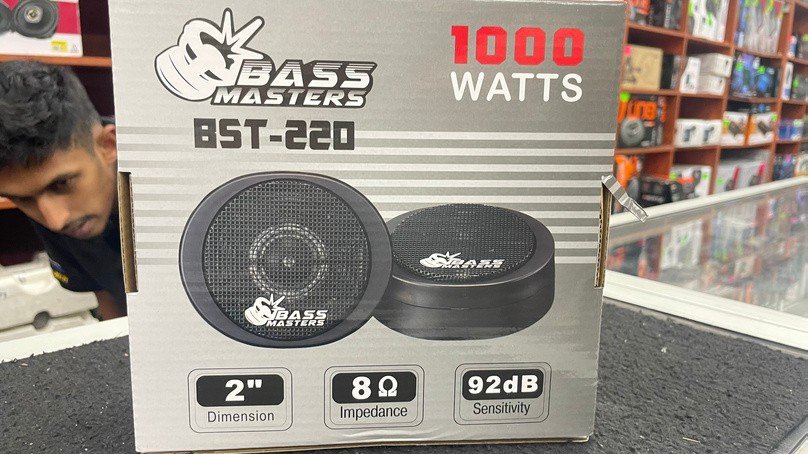 BASS
MASTERS
1000
WATTS
BST-220
BASS
MASTERS
BASS
MASTERS
2"
Dimension
8 Ω
Impedance
92dB
Sensitivity